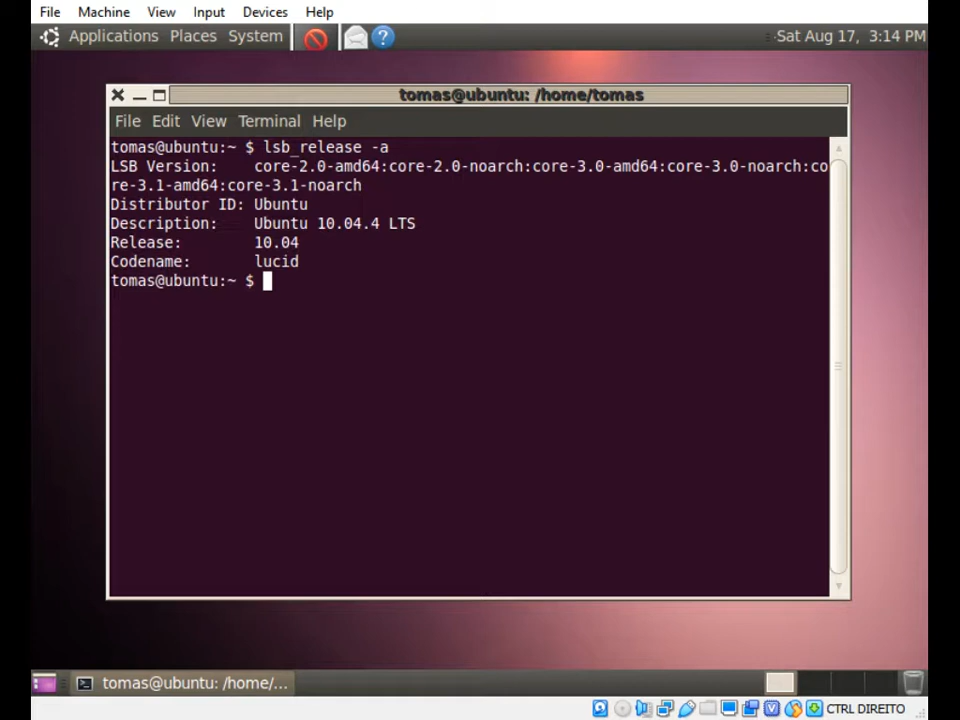 File Machine View Input Devices Help
Applications Places System Sat Aug 17, 3:14 PM
tomas@ubuntu: /home/tomas
File Edit View Terminal Help
tomas@ubuntu:~ $ lsb_release -a
LSB Version: core-2.0-amd64:core-2.0-noarch:core-3.0-amd64:core-3.0-noarch:co
re-3.1-amd64:core-3.1-noarch
Distributor ID: Ubuntu
Description: Ubuntu 10.04.4 LTS
Release: 10.04
Codename: lucid
tomas@ubuntu:~ $
tomas@ubuntu: /home/...
CTRL DIREITO